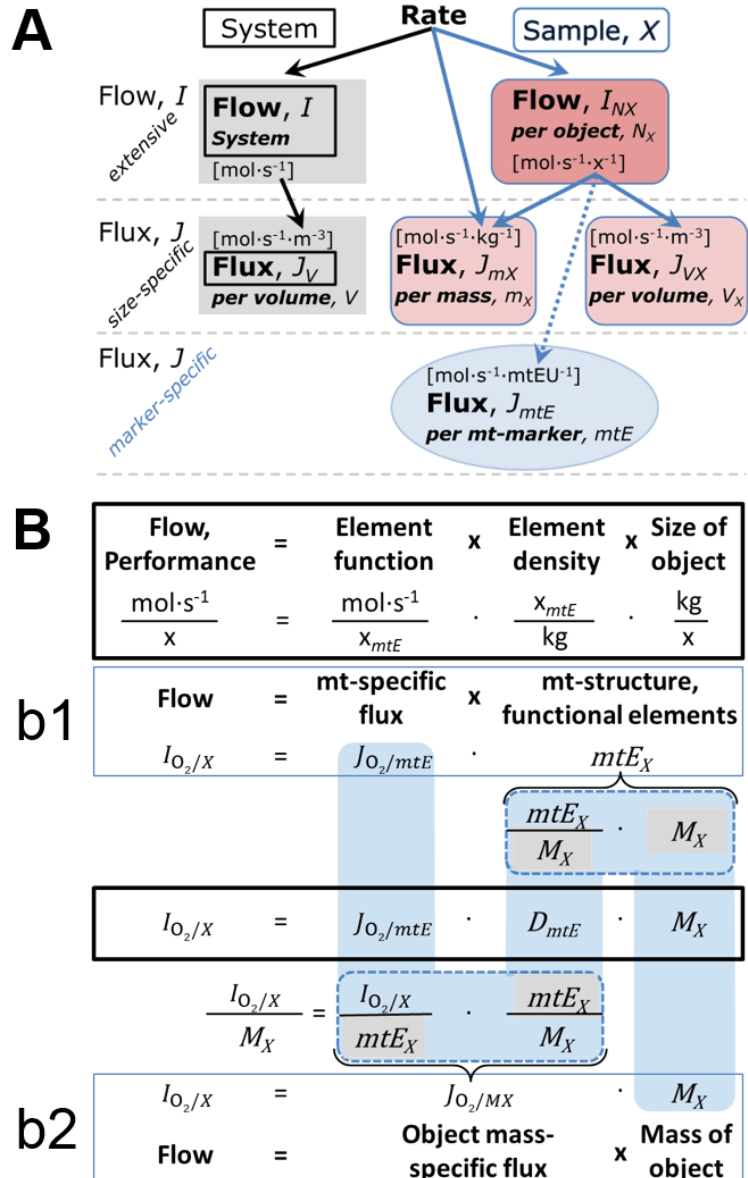 A
System
Rate
Sample, X
Flow, I
extensive
Flow, I
System
[mol·s⁻¹]
Flow, I_NX
per object, N_X
[mol·s⁻¹·x⁻¹]
Flux, J
size-specific
[mol·s⁻¹·m⁻³]
Flux, J_V
per volume, V
[mol·s⁻¹·kg⁻¹]
Flux, J_mX
per mass, m_X
[mol·s⁻¹·m⁻³]
Flux, J_VX
per volume, V_X
Flux, J
marker-specific
[mol·s⁻¹·mtEU⁻¹]
Flux, J_mtE
per mt-marker, mtE
B
Flow, Performance = Element function x Element density x Size of object
mol·s⁻¹/x = mol·s⁻¹/x_mtE · x_mtE/kg · kg/x
b1
Flow = mt-specific flux x mt-structure, functional elements
I_O₂/X = J_O₂/mtE · mtE_X
mtE_X/M_X · M_X
I_O₂/X = J_O₂/mtE · D_mtE · M_X
I_O₂/X/M_X = I_O₂/X/mtE_X · mtE_X/M_X
b2
I_O₂/X = J_O₂/MX · M_X
Flow = Object mass-specific flux x Mass of object